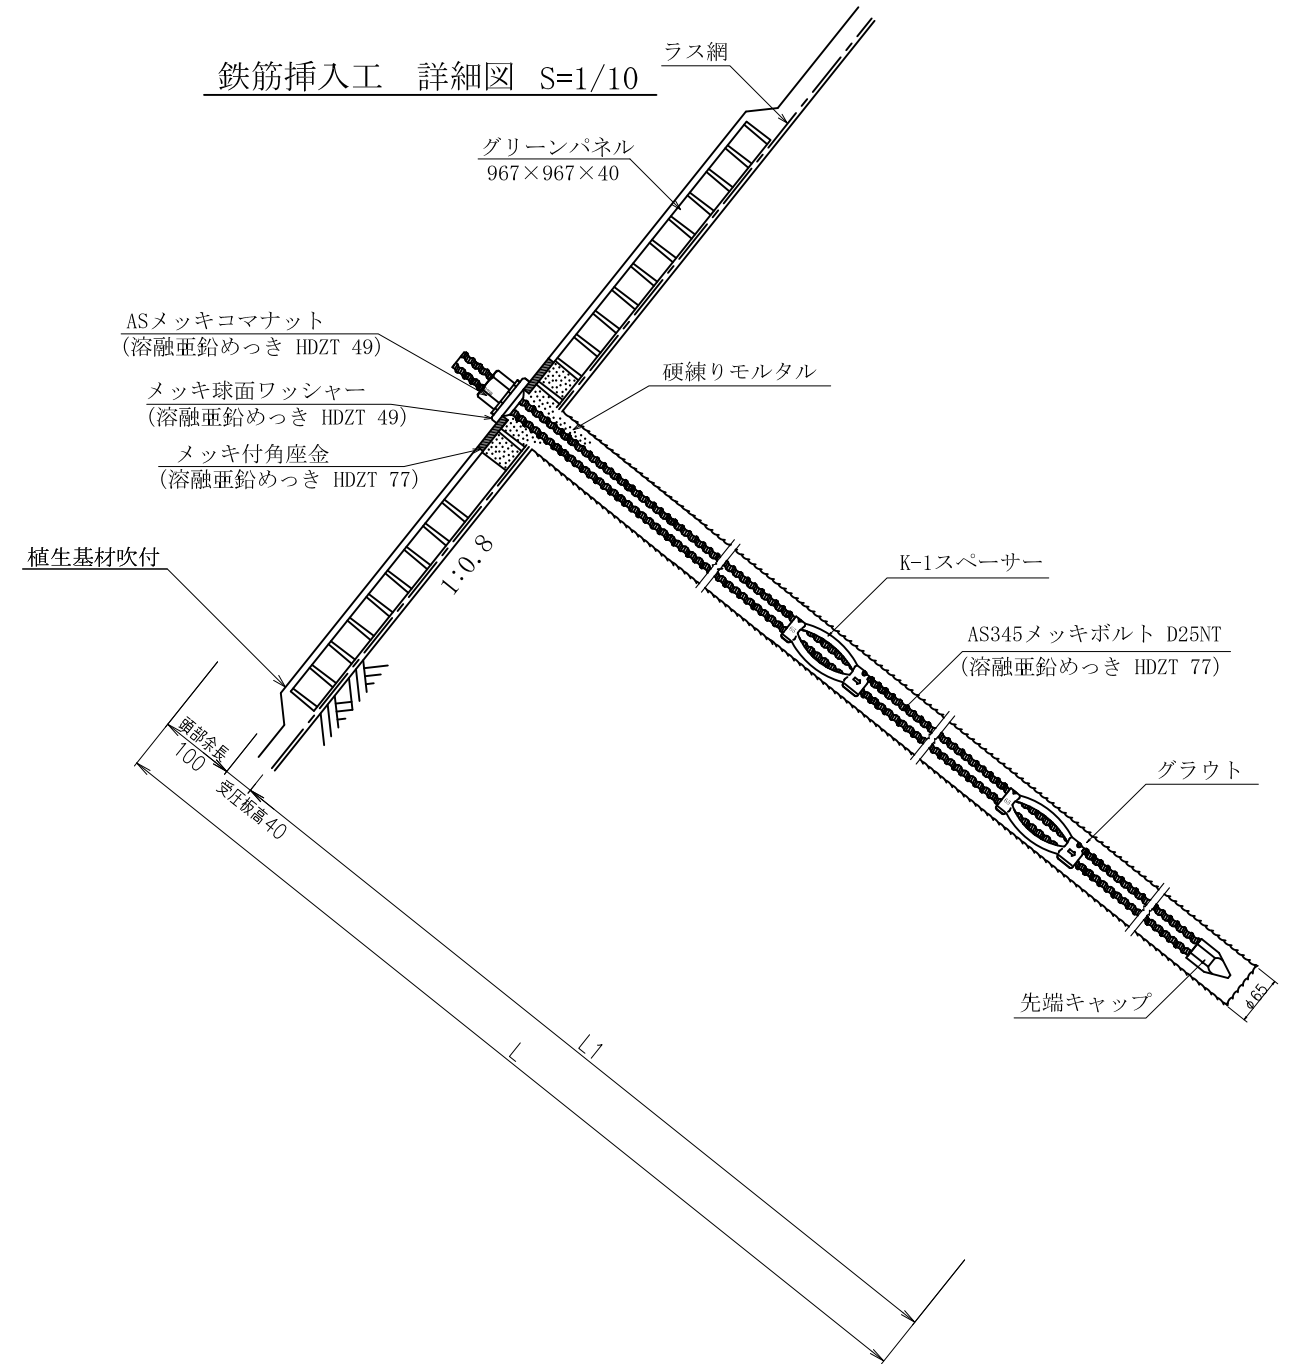 鉄筋挿入工　詳細図　S=1/10
ラス網
グリーンパネル
967×967×40
ASメッキコマナット
(溶融亜鉛めっき HDZT 49)
メッキ球面ワッシャー
(溶融亜鉛めっき HDZT 49)
メッキ付角座金
(溶融亜鉛めっき HDZT 77)
硬練りモルタル
植生基材吹付
1:0.8
K-1スペーサー
AS345メッキボルト D25NT
(溶融亜鉛めっき HDZT 77)
頭部余長
100
受圧板高40
グラウト
先端キャップ
φ65
L1
L